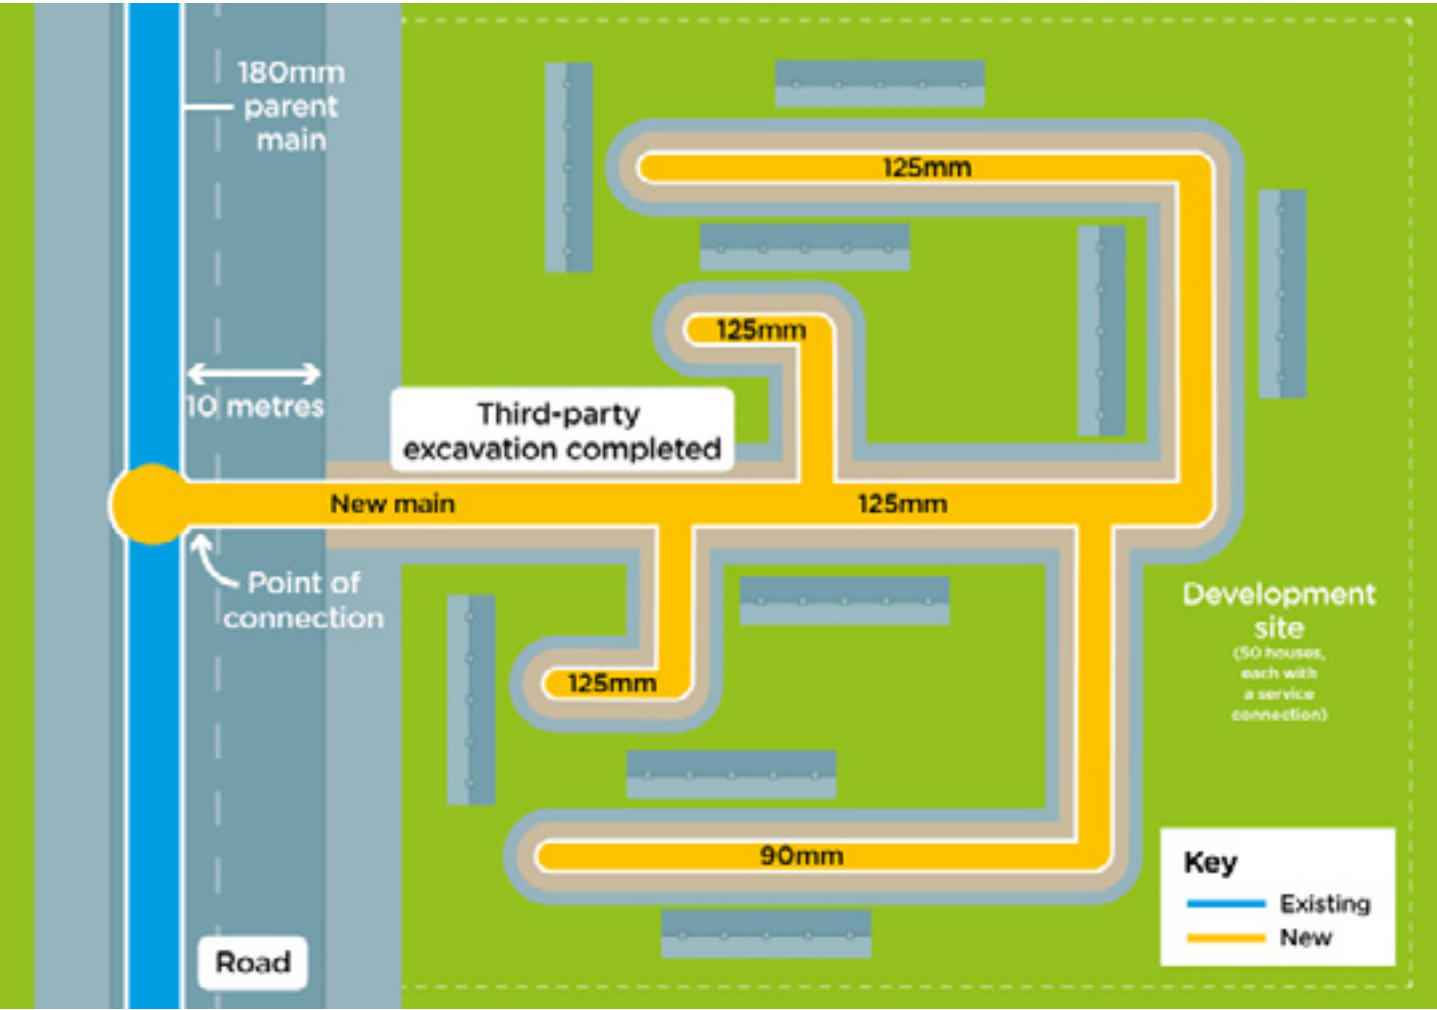 180mm
parent
main
125mm
125mm
10 metres
Third-party
excavation completed
New main
125mm
Point of
connection
Development
site
(50 houses,
each with
a service
connection)
125mm
90mm
Key
Existing
New
Road